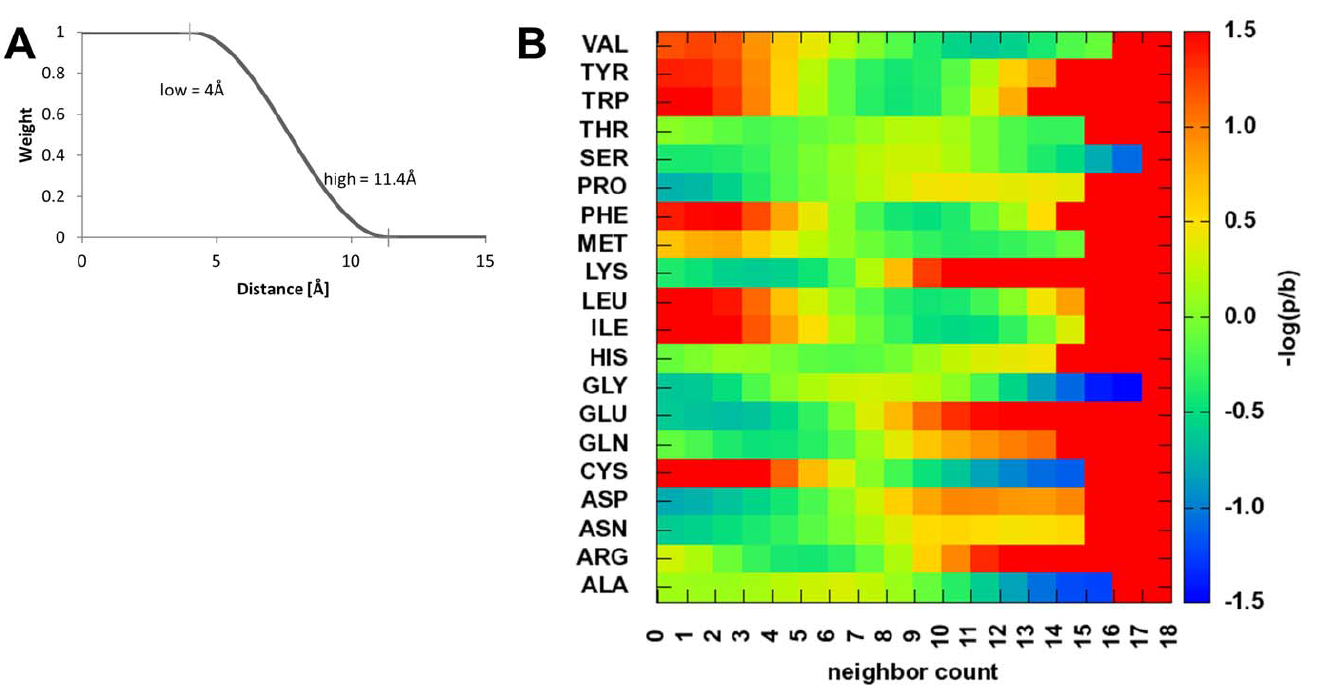 A
Weight
1
0.8
0.6
0.4
0.2
0
low = 4Å
high = 11.4Å
0 5 10 15
Distance [Å]
B
VAL
TYR
TRP
THR
SER
PRO
PHE
MET
LYS
LEU
ILE
HIS
GLY
GLU
GLN
CYS
ASP
ASN
ARG
ALA
0 1 2 3 4 5 6 7 8 9 10 11 12 13 14 15 16 17 18
neighbor count
1.5
1.0
0.5
0.0
-0.5
-1.0
-1.5
-log(p/b)